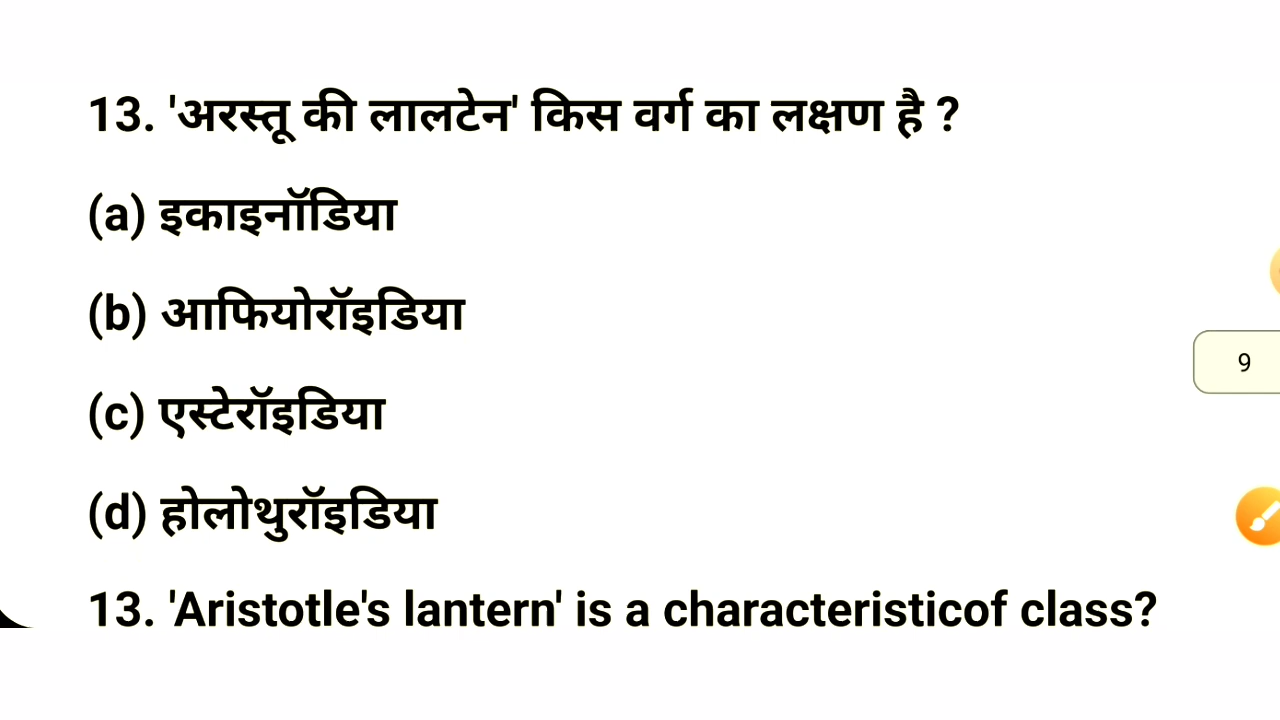 13. 'अरस्तू की लालटेन' किस वर्ग का लक्षण है ?
(a) इकाइनॉडिया
(b) आफियोरॉइडिया
(c) एस्टेरॉइडिया
(d) होलोथुरॉइडिया
13. 'Aristotle's lantern' is a characteristicof class?
9